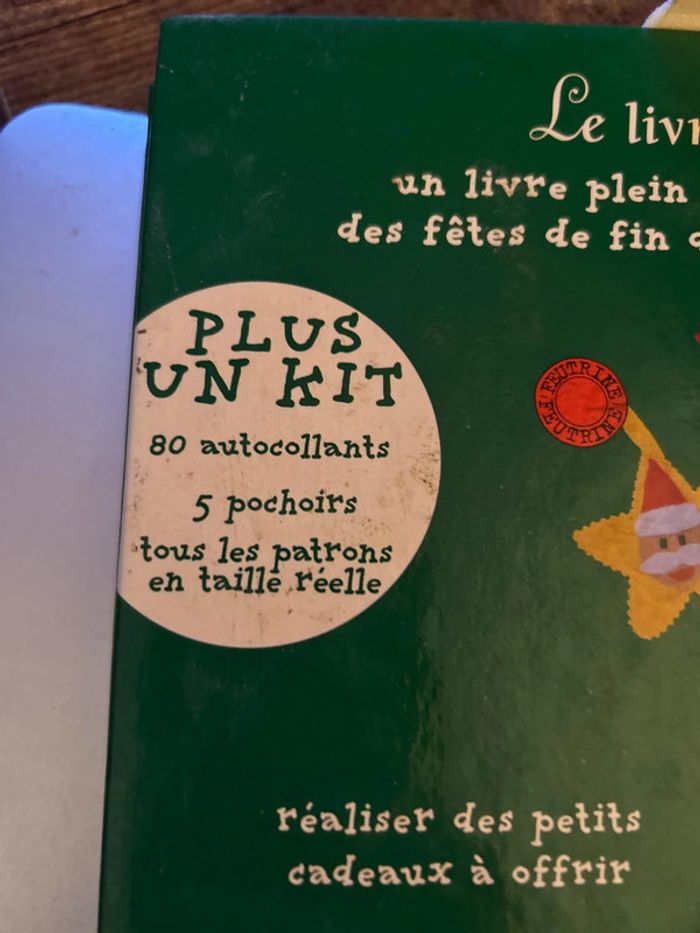 Le livr
un livre plein
des fêtes de fin
PLUS
UN KIT
80 autocollants
5 pochoirs
tous les patrons
en taille réelle
FEUTRINE
FEUTRINE
réaliser des petits
cadeaux à offrir